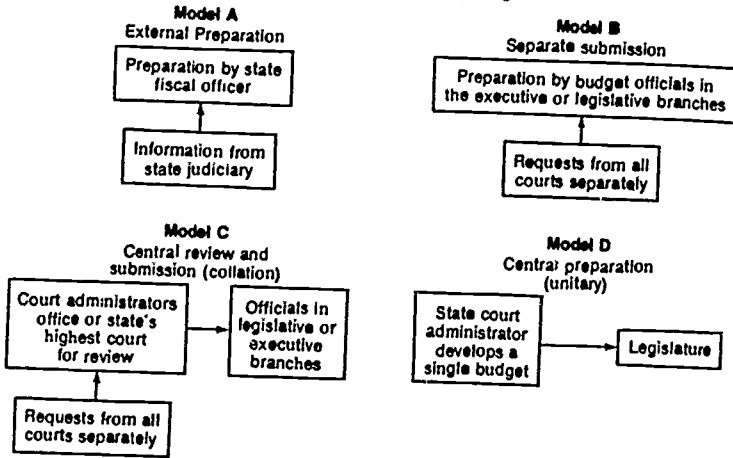 Model A
External Preparation
Preparation by state
fiscal officer
Information from
state judiciary
Model B
Separate submission
Preparation by budget officials in
the executive or legislative branches
Requests from all
courts separately
Model C
Central review and
submission (collation)
Court administrators
office or state's
highest court
for review
Officials in
legislative or
executive
branches
Requests from all
courts separately
Model D
Central preparation
(unitary)
State court
administrator
develops a
single budget
Legislature